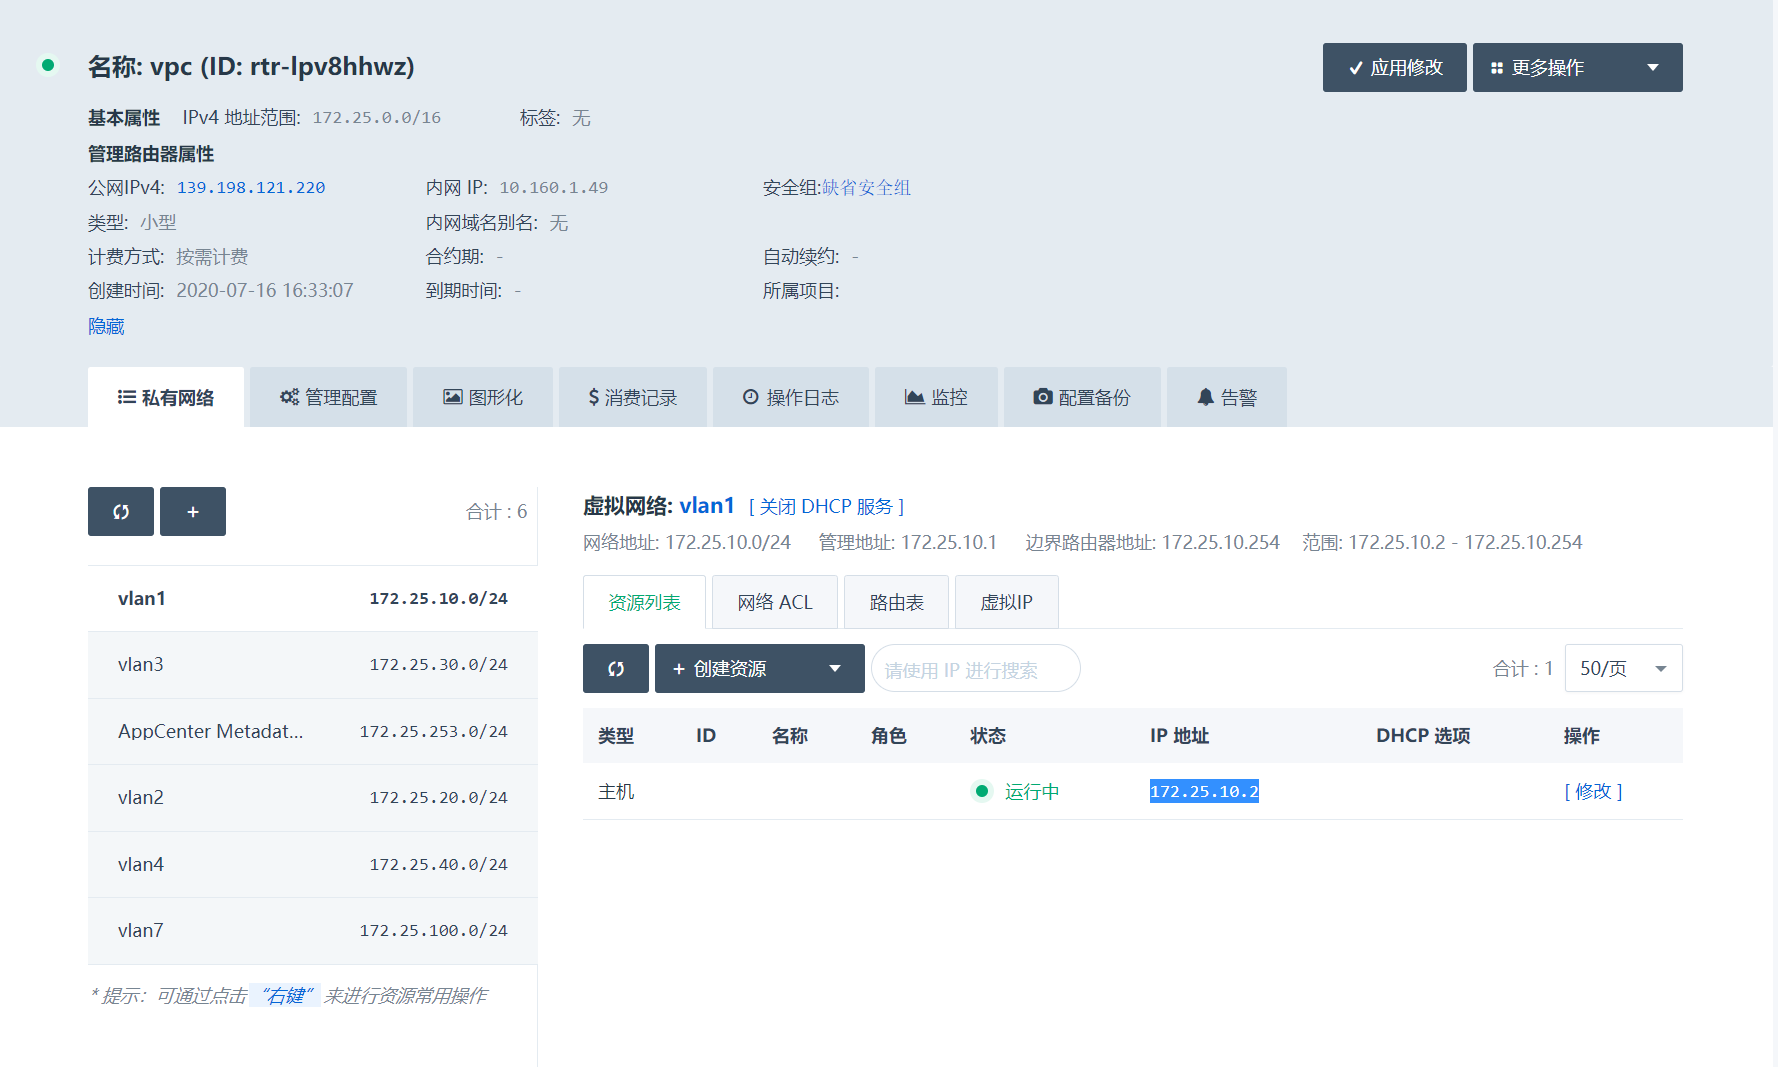 名称: vpc (ID: rtr-lpv8hhwz)
应用修改
更多操作
基本属性 IPv4 地址范围: 172.25.0.0/16 标签: 无
管理路由器属性
公网IPv4: 139.198.121.220 内网 IP: 10.160.1.49 安全组:缺省安全组
类型: 小型 内网域名别名: 无
计费方式: 按需计费 合约期: - 自动续约: -
创建时间: 2020-07-16 16:33:07 到期时间: - 所属项目:
隐藏
私有网络 管理配置 图形化 $ 消费记录 操作日志 监控 配置备份 告警
+ 合计 : 6
vlan1 172.25.10.0/24
vlan3 172.25.30.0/24
AppCenter Metadat... 172.25.253.0/24
vlan2 172.25.20.0/24
vlan4 172.25.40.0/24
vlan7 172.25.100.0/24
* 提示: 可通过点击 “右键” 来进行资源常用操作
虚拟网络: vlan1 [ 关闭 DHCP 服务 ]
网络地址: 172.25.10.0/24 管理地址: 172.25.10.1 边界路由器地址: 172.25.10.254 范围: 172.25.10.2 - 172.25.10.254
资源列表 网络 ACL 路由表 虚拟IP
+ 创建资源 请使用 IP 进行搜索 合计 : 1 50/页
类型 ID 名称 角色 状态 IP 地址 DHCP 选项 操作
主机 运行中 172.25.10.2 [ 修改 ]